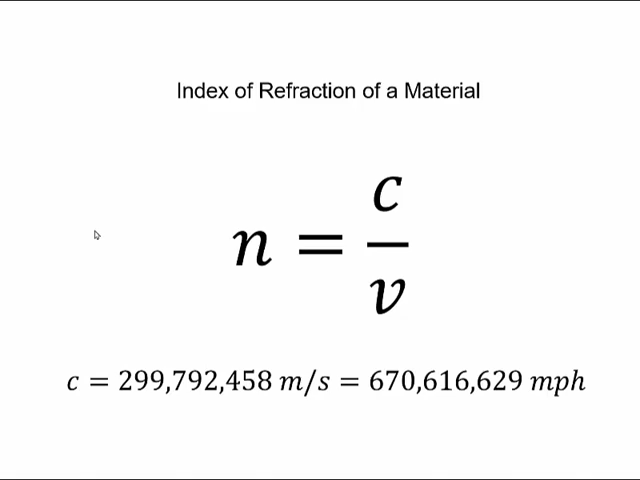 Index of Refraction of a Material
n = c/v
c = 299,792,458 m/s = 670,616,629 mph